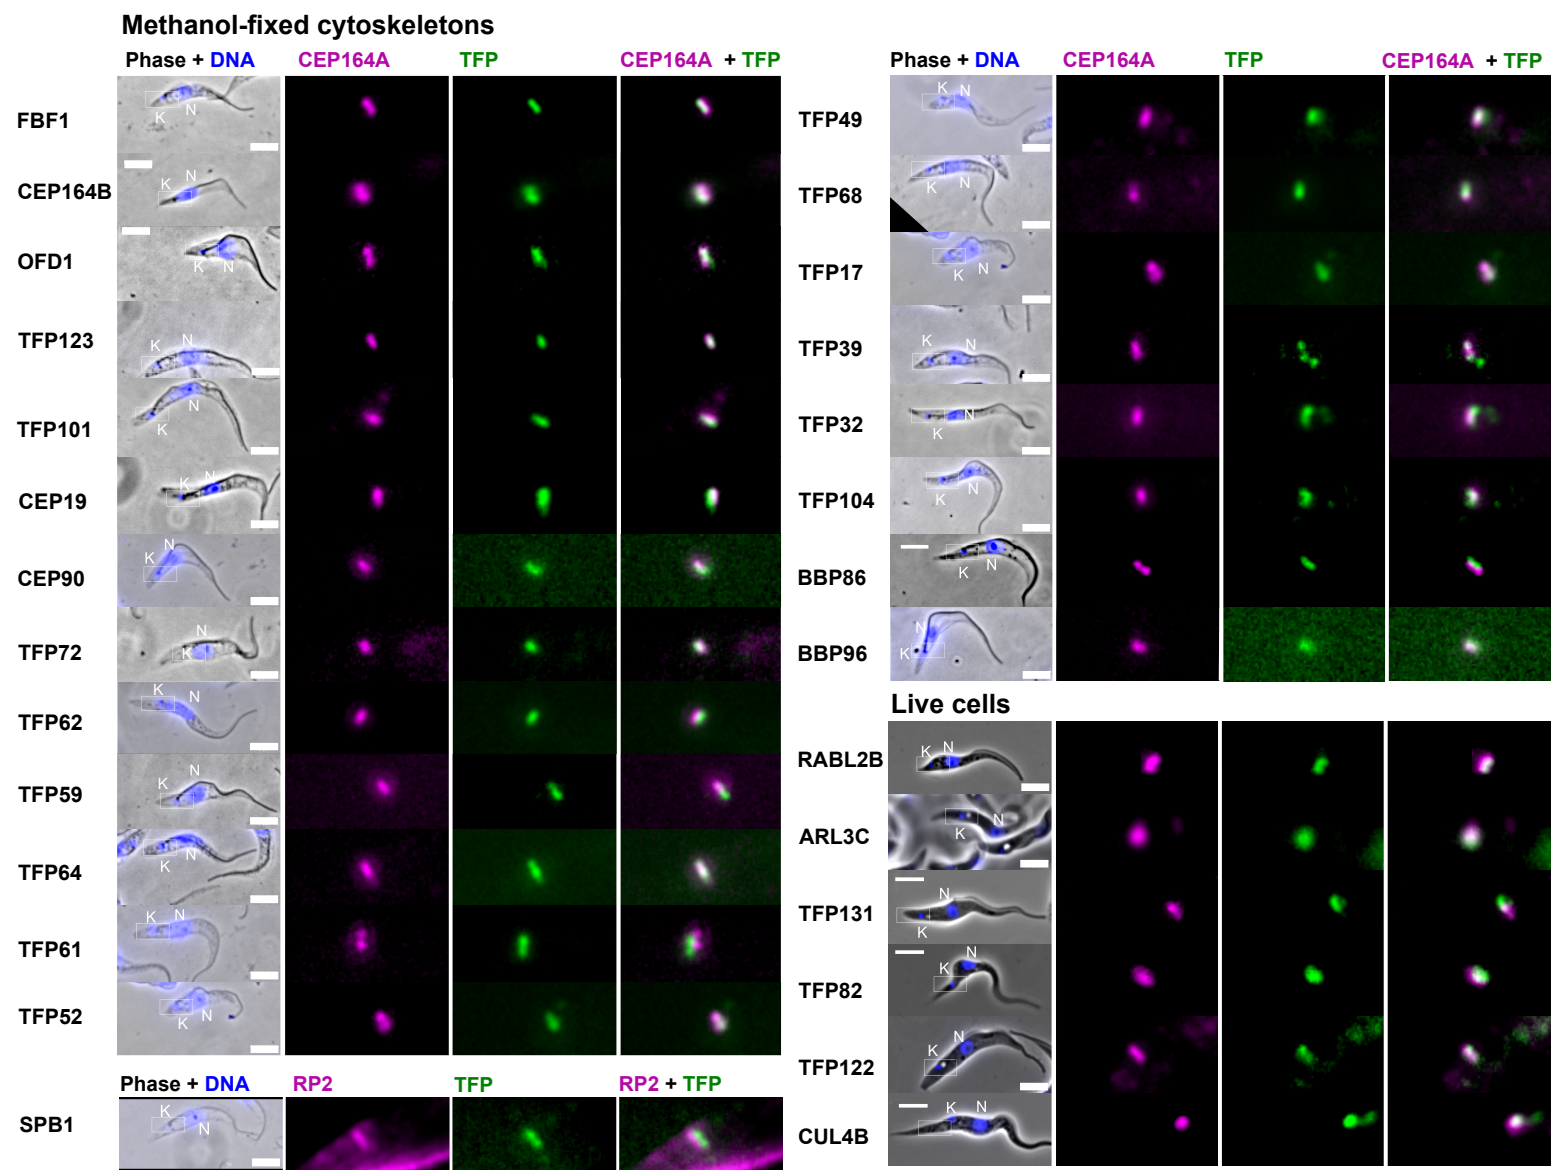 Methanol-fixed cytoskeletons
Phase + DNA CEP164A TFP CEP164A + TFP
FBF1
K N
CEP164B
K N
OFD1
K N
TFP123
K N
TFP101
K N
CEP19
K N
CEP90
K N
TFP72
K N
TFP62
K N
TFP59
K N
TFP64
K N
TFP61
K N
TFP52
K N
Phase + DNA RP2 TFP RP2 + TFP
SPB1
K N
Phase + DNA CEP164A TFP CEP164A + TFP
TFP49
K N
TFP68
K N
TFP17
K N
TFP39
K N
TFP32
K N
TFP104
K N
BBP86
K N
BBP96
K N
Live cells
RABL2B
K N
ARL3C
K N
TFP131
K N
TFP82
K N
TFP122
K N
CUL4B
K N